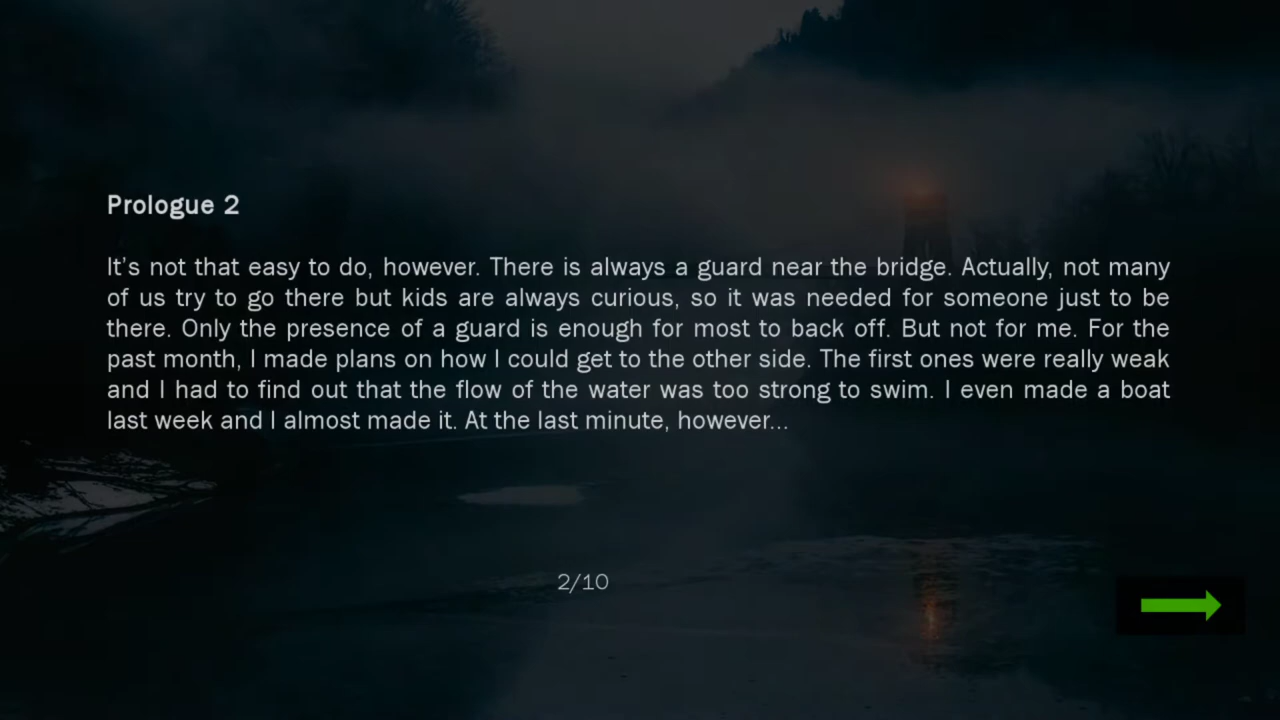 Prologue 2
It's not that easy to do, however. There is always a guard near the bridge. Actually, not many
of us try to go there but kids are always curious, so it was needed for someone just to be
there. Only the presence of a guard is enough for most to back off. But not for me. For the
past month, I made plans on how I could get to the other side. The first ones were really weak
and I had to find out that the flow of the water was too strong to swim. I even made a boat
last week and I almost made it. At the last minute, however...
2/10